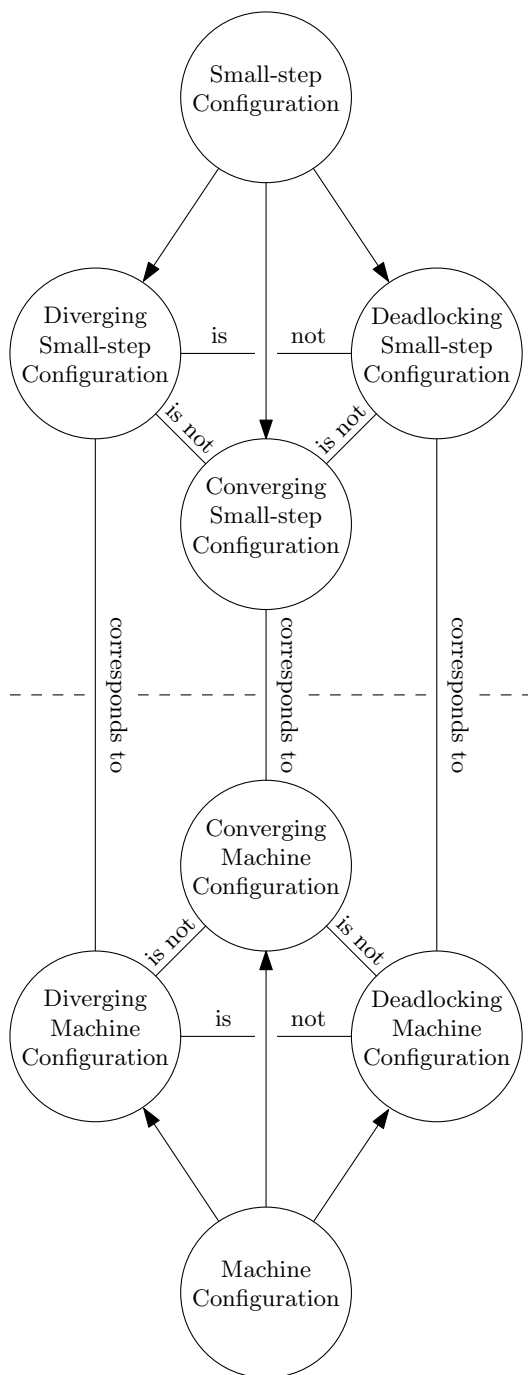 Small-step
Configuration
Diverging
Small-step
Configuration
is
not
Deadlocking
Small-step
Configuration
is not
is not
Converging
Small-step
Configuration
corresponds to
corresponds to
corresponds to
Converging
Machine
Configuration
is not
is not
Diverging
Machine
Configuration
is
not
Deadlocking
Machine
Configuration
Machine
Configuration